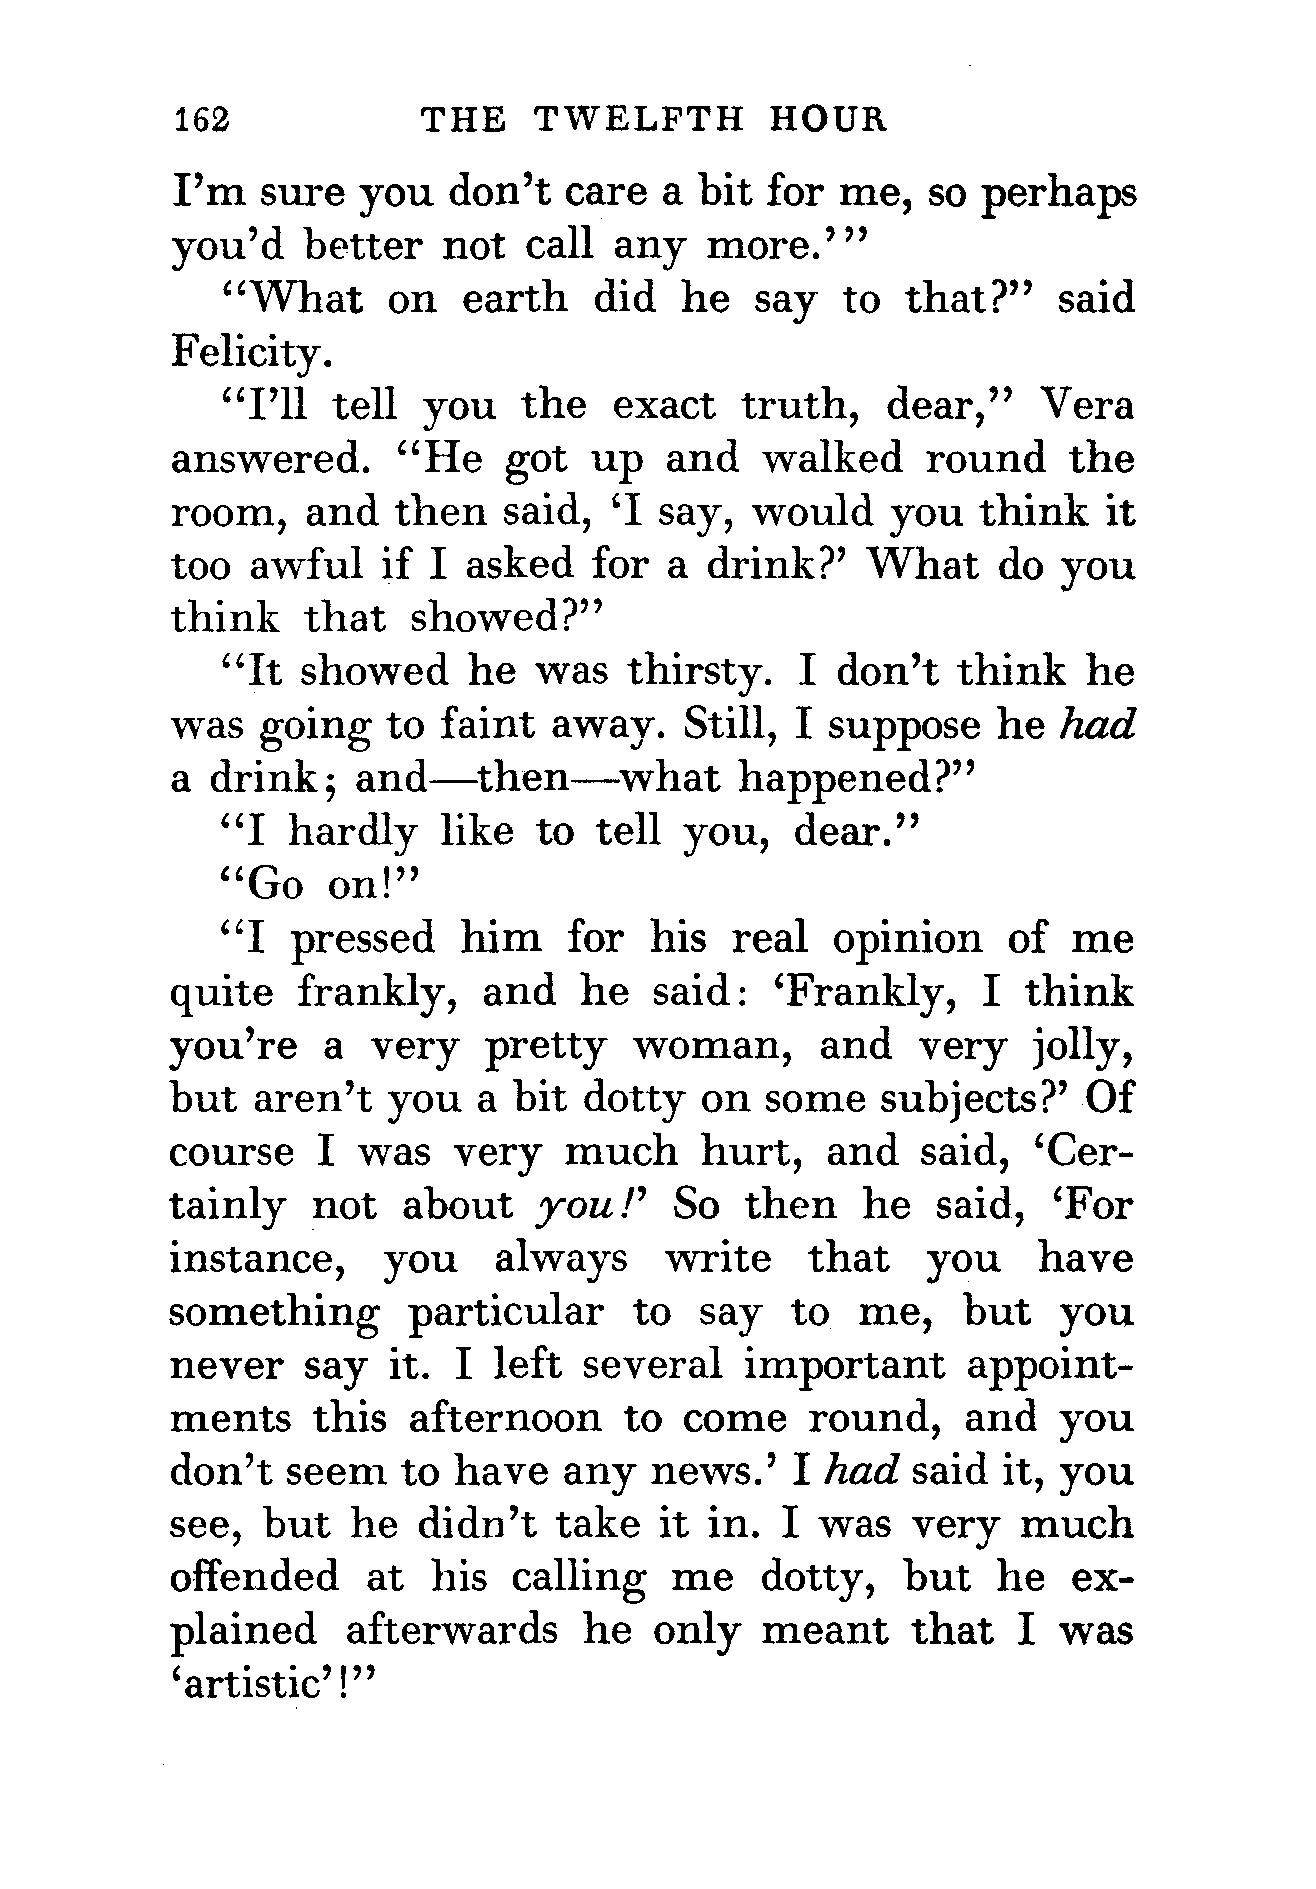 162 THE TWELFTH HOUR
I'm sure you don't care a bit for me, so perhaps
you'd better not call any more.'"
"What on earth did he say to that?" said
Felicity.
"I'll tell you the exact truth, dear," Vera
answered. "He got up and walked round the
room, and then said, 'I say, would you think it
too awful if I asked for a drink?' What do you
think that showed?"
"It showed he was thirsty. I don't think he
was going to faint away. Still, I suppose he had
a drink; and—then—what happened?"
"I hardly like to tell you, dear."
"Go on!"
"I pressed him for his real opinion of me
quite frankly, and he said: 'Frankly, I think
you're a very pretty woman, and very jolly,
but aren't you a bit dotty on some subjects?' Of
course I was very much hurt, and said, 'Cer-
tainly not about you!' So then he said, 'For
instance, you always write that you have
something particular to say to me, but you
never say it. I left several important appoint-
ments this afternoon to come round, and you
don't seem to have any news.' I had said it, you
see, but he didn't take it in. I was very much
offended at his calling me dotty, but he ex-
plained afterwards he only meant that I was
'artistic'!"